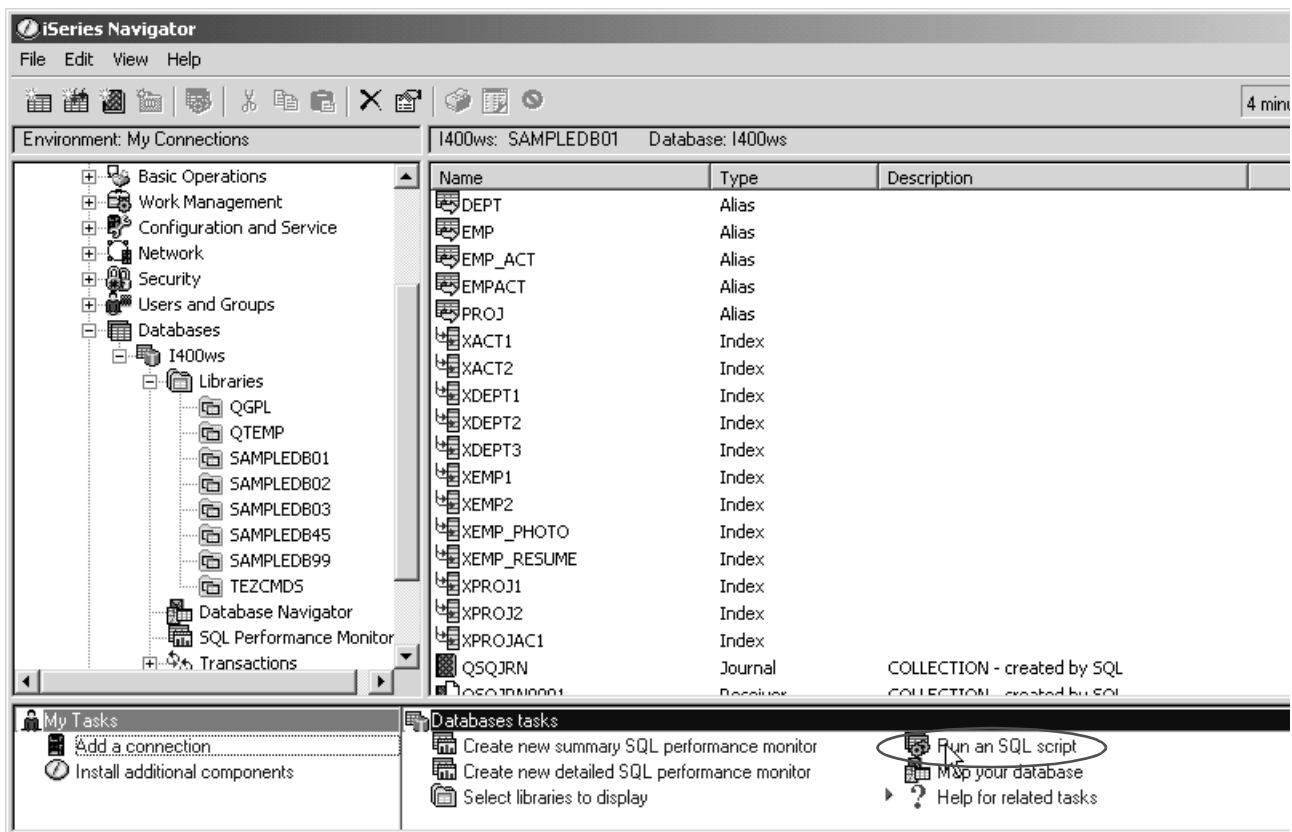 iSeries Navigator
File Edit View Help
4 minu
Environment: My Connections
I400ws: SAMPLEDB01 Database: I400ws
Basic Operations
Work Management
Configuration and Service
Network
Security
Users and Groups
Databases
I400ws
Libraries
QGPL
QTEMP
SAMPLEDB01
SAMPLEDB02
SAMPLEDB03
SAMPLEDB45
SAMPLEDB99
TEZCMDS
Database Navigator
SQL Performance Monitor
Transactions
Name Type Description
DEPT Alias
EMP Alias
EMP_ACT Alias
EMPACT Alias
PROJ Alias
XACT1 Index
XACT2 Index
XDEPT1 Index
XDEPT2 Index
XDEPT3 Index
XEMP1 Index
XEMP2 Index
XEMP_PHOTO Index
XEMP_RESUME Index
XPROJ1 Index
XPROJ2 Index
XPROJAC1 Index
QSQJRN Journal COLLECTION - created by SQL
QSQJRN0001 Receiver COLLECTION - created by SQL
My Tasks
Add a connection
Install additional components
Databases tasks
Create new summary SQL performance monitor
Create new detailed SQL performance monitor
Select libraries to display
Run an SQL script
Map your database
Help for related tasks